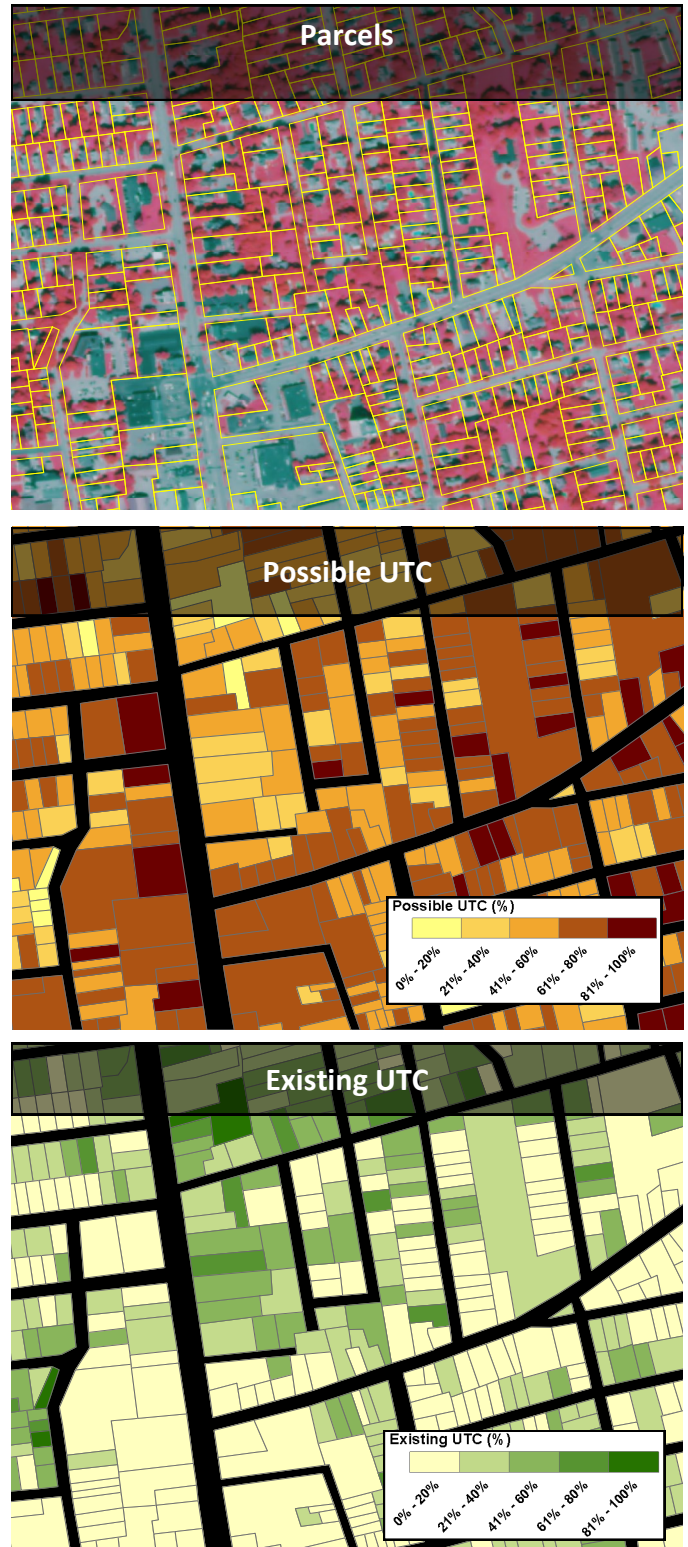 Parcels
Possible UTC
Possible UTC (%)
0% - 20%
21% - 40%
41% - 60%
61% - 80%
81% - 100%
Existing UTC
Existing UTC (%)
0% - 20%
21% - 40%
41% - 60%
61% - 80%
81% - 100%